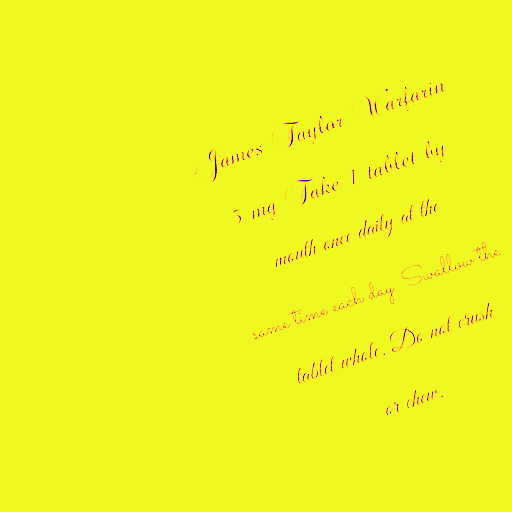 James Taylor Warfarin
5 mg Take 1 tablet by
mouth once daily at the
same time each day. Swallow the
tablet whole. Do not crush
or chew.